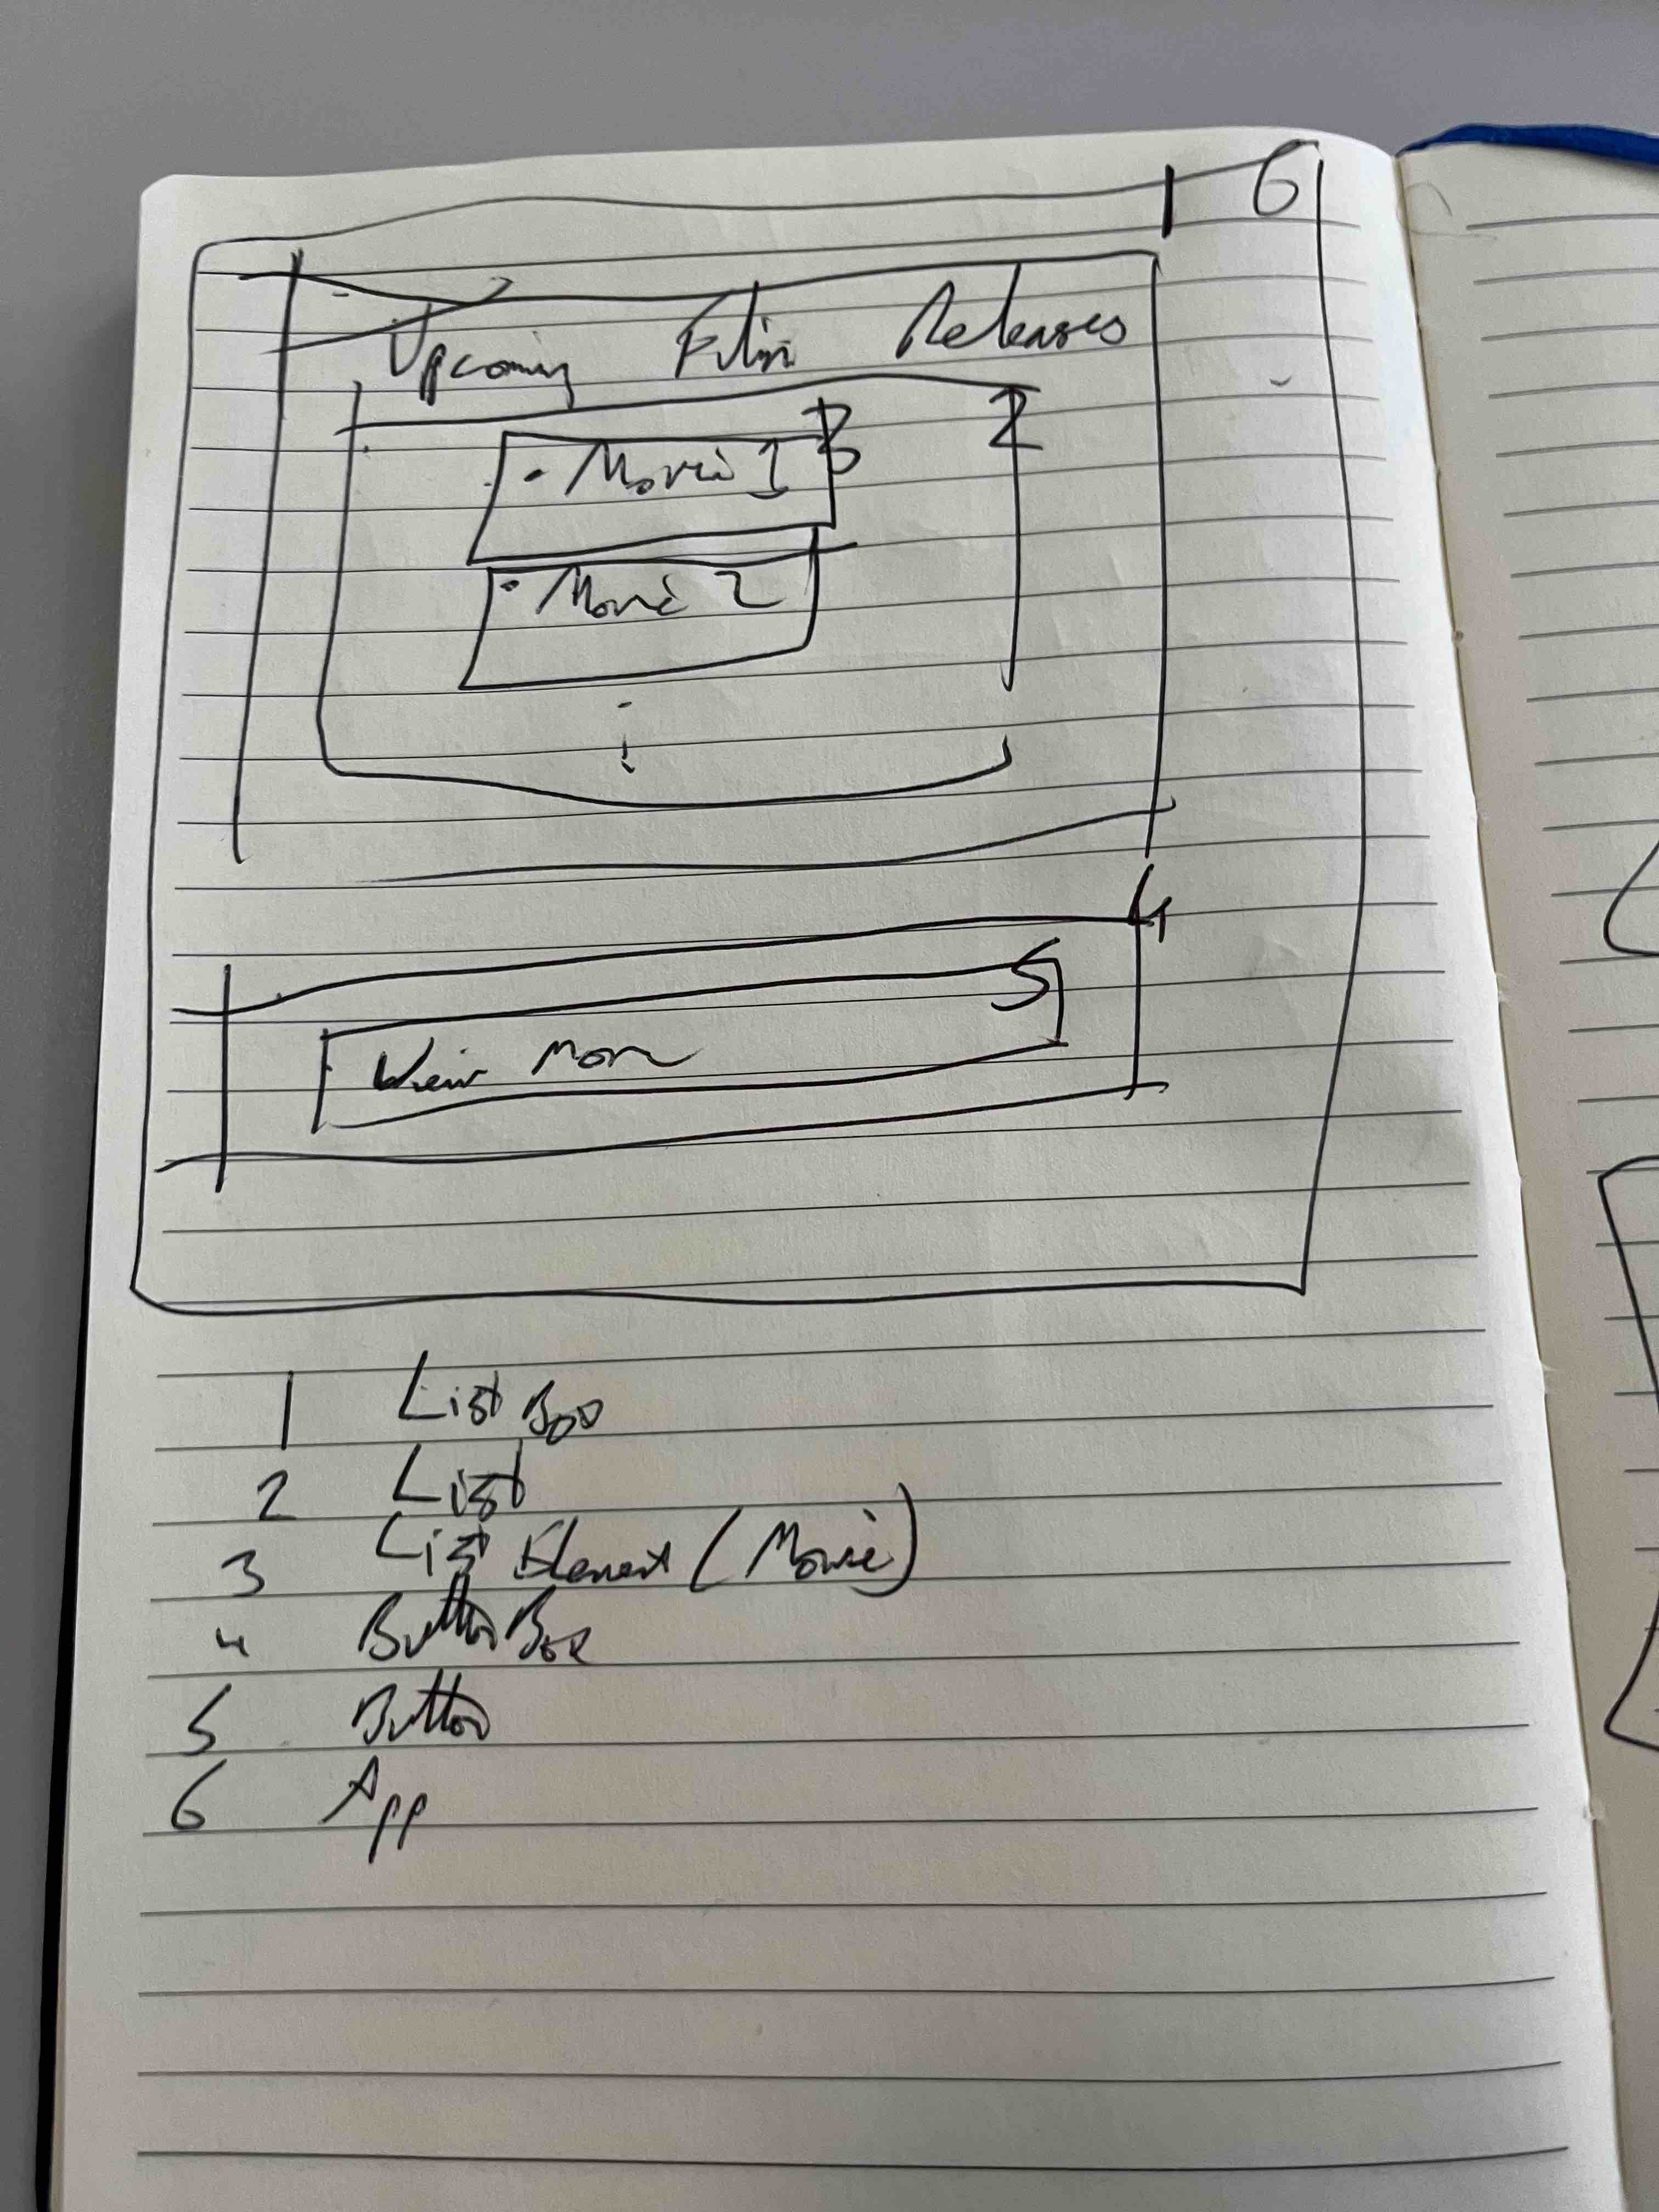 1 6
Upcoming Film Releases
2
• Movie 1 3
• Movie 2
4
5
View More
1 List Box
2 List
3 List Element (Movie)
4 Button Box
5 Button
6 App